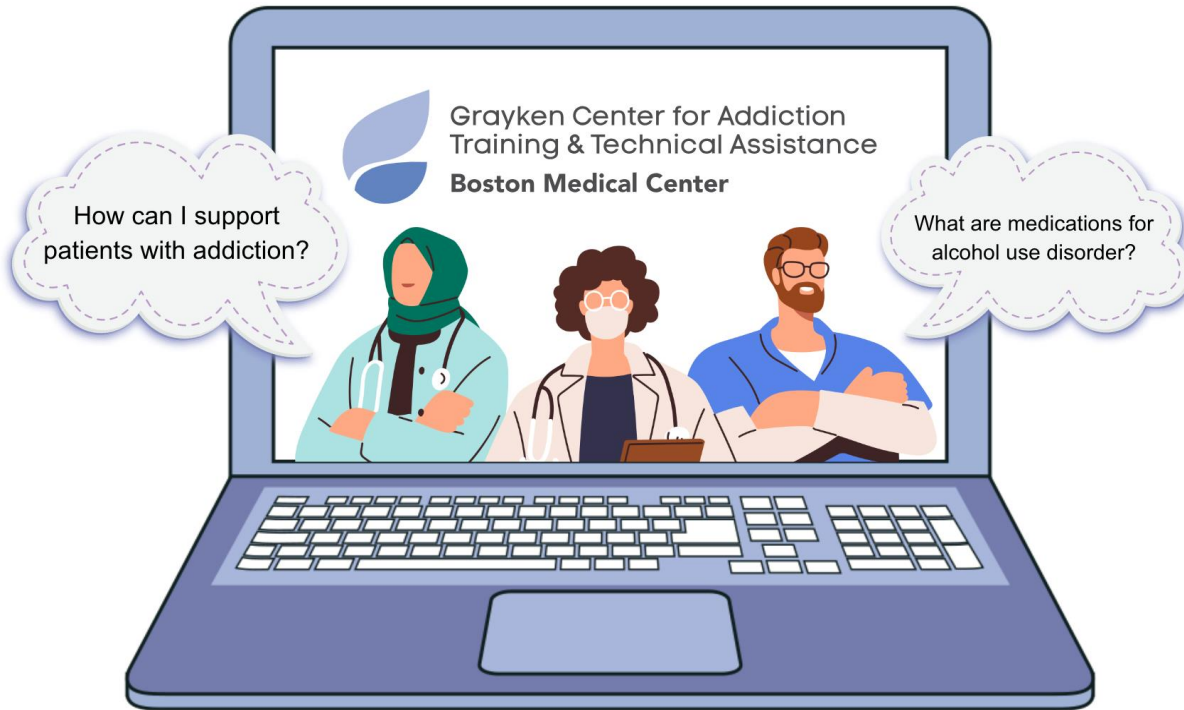 Grayken Center for Addiction
Training & Technical Assistance
Boston Medical Center
How can I support
patients with addiction?
What are medications for
alcohol use disorder?